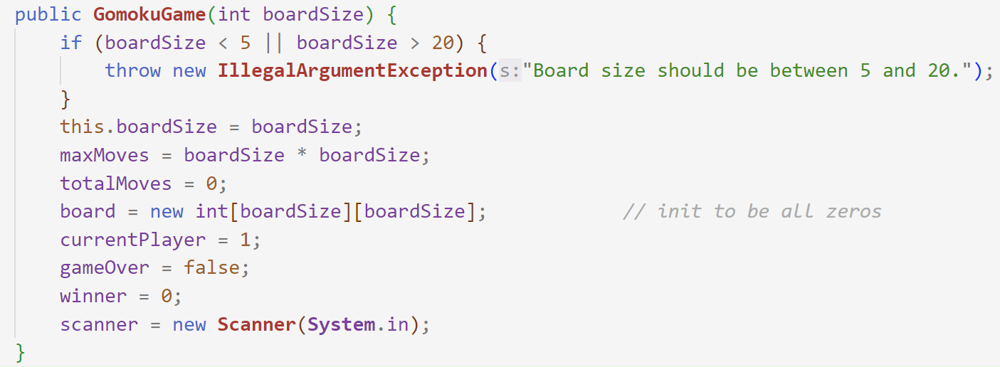 public GomokuGame(int boardSize) {
    if (boardSize < 5 || boardSize > 20) {
        throw new IllegalArgumentException(s:"Board size should be between 5 and 20.");
    }
    this.boardSize = boardSize;
    maxMoves = boardSize * boardSize;
    totalMoves = 0;
    board = new int[boardSize][boardSize];            // init to be all zeros
    currentPlayer = 1;
    gameOver = false;
    winner = 0;
    scanner = new Scanner(System.in);
}